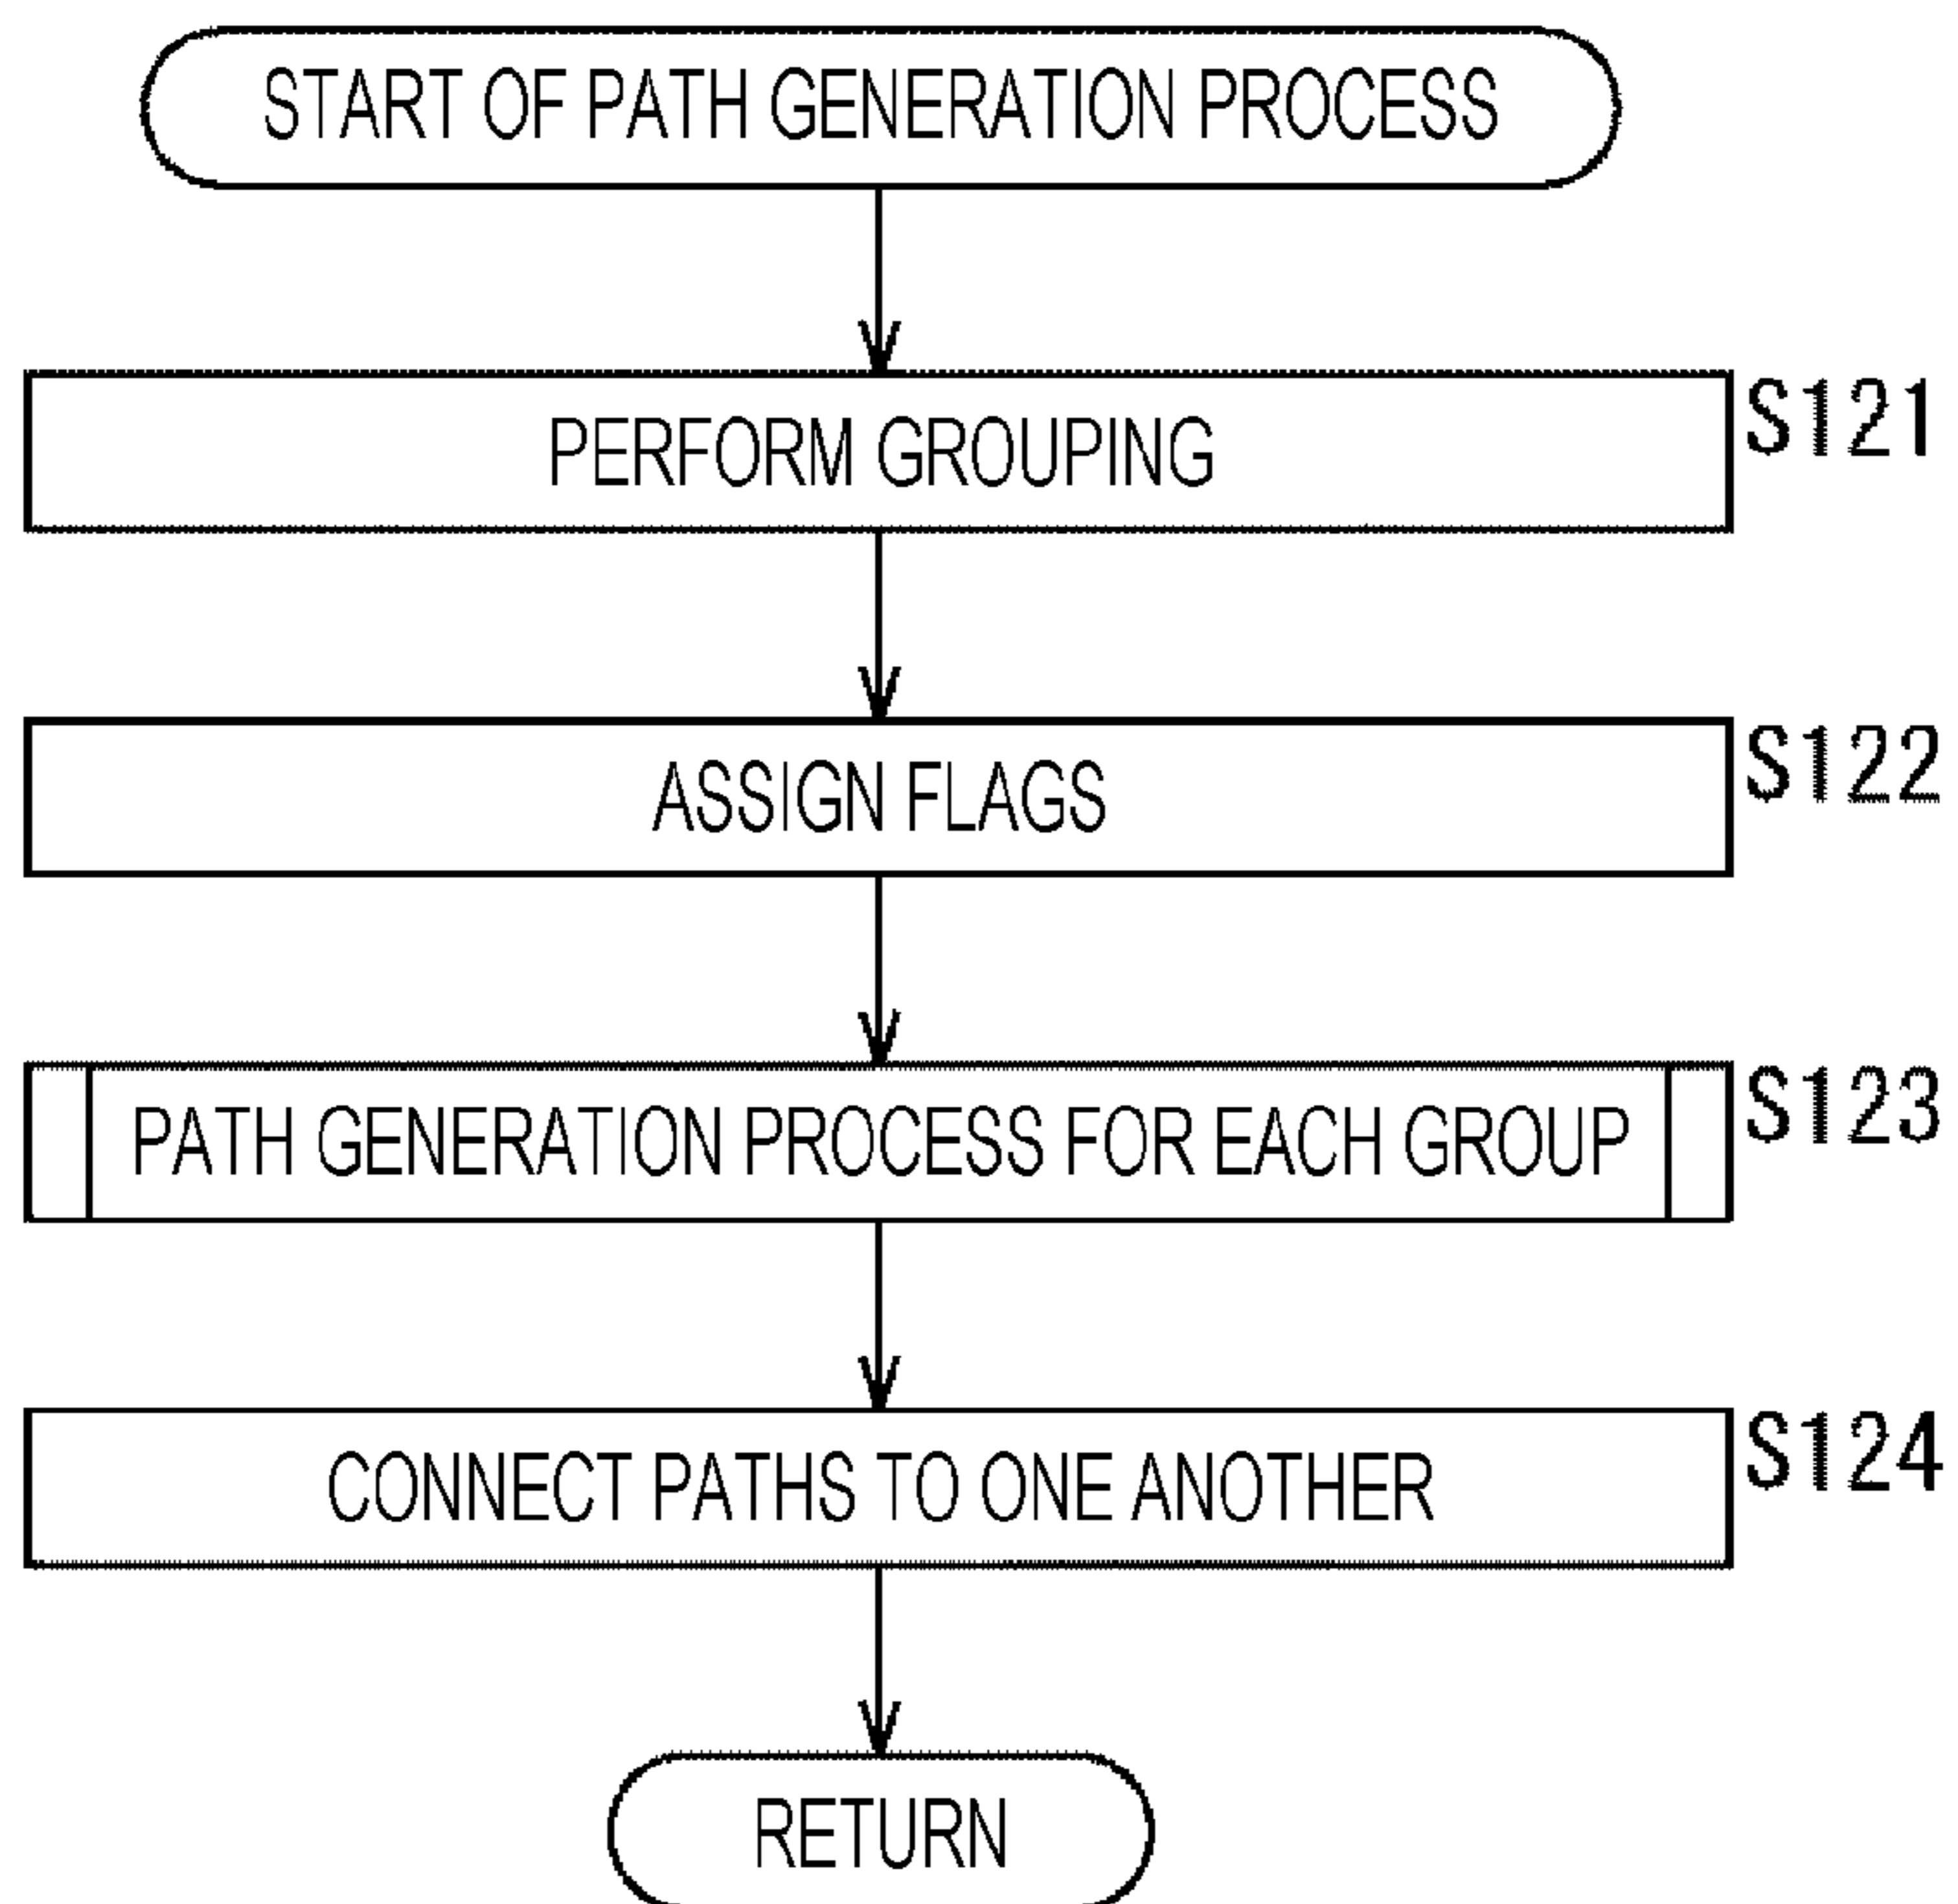 START OF PATH GENERATION PROCESS
PERFORM GROUPING
S121
ASSIGN FLAGS
S122
PATH GENERATION PROCESS FOR EACH GROUP
S123
CONNECT PATHS TO ONE ANOTHER
S124
RETURN